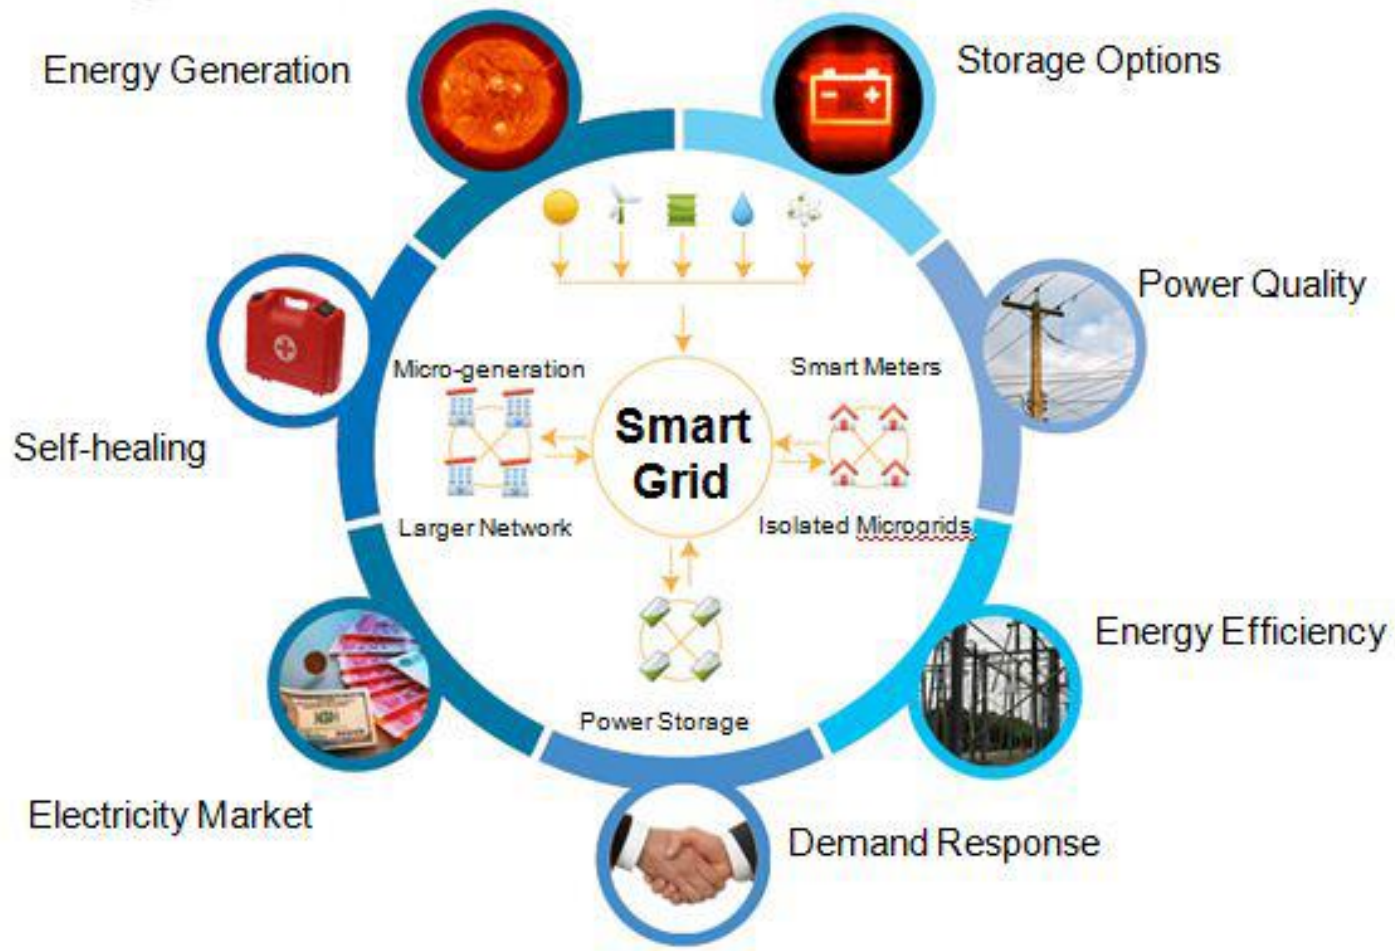 Energy Generation
Storage Options
Power Quality
Micro-generation
Smart Meters
Smart
Grid
Self-healing
Larger Network
Isolated Microgrids
Energy Efficiency
Power Storage
Electricity Market
Demand Response